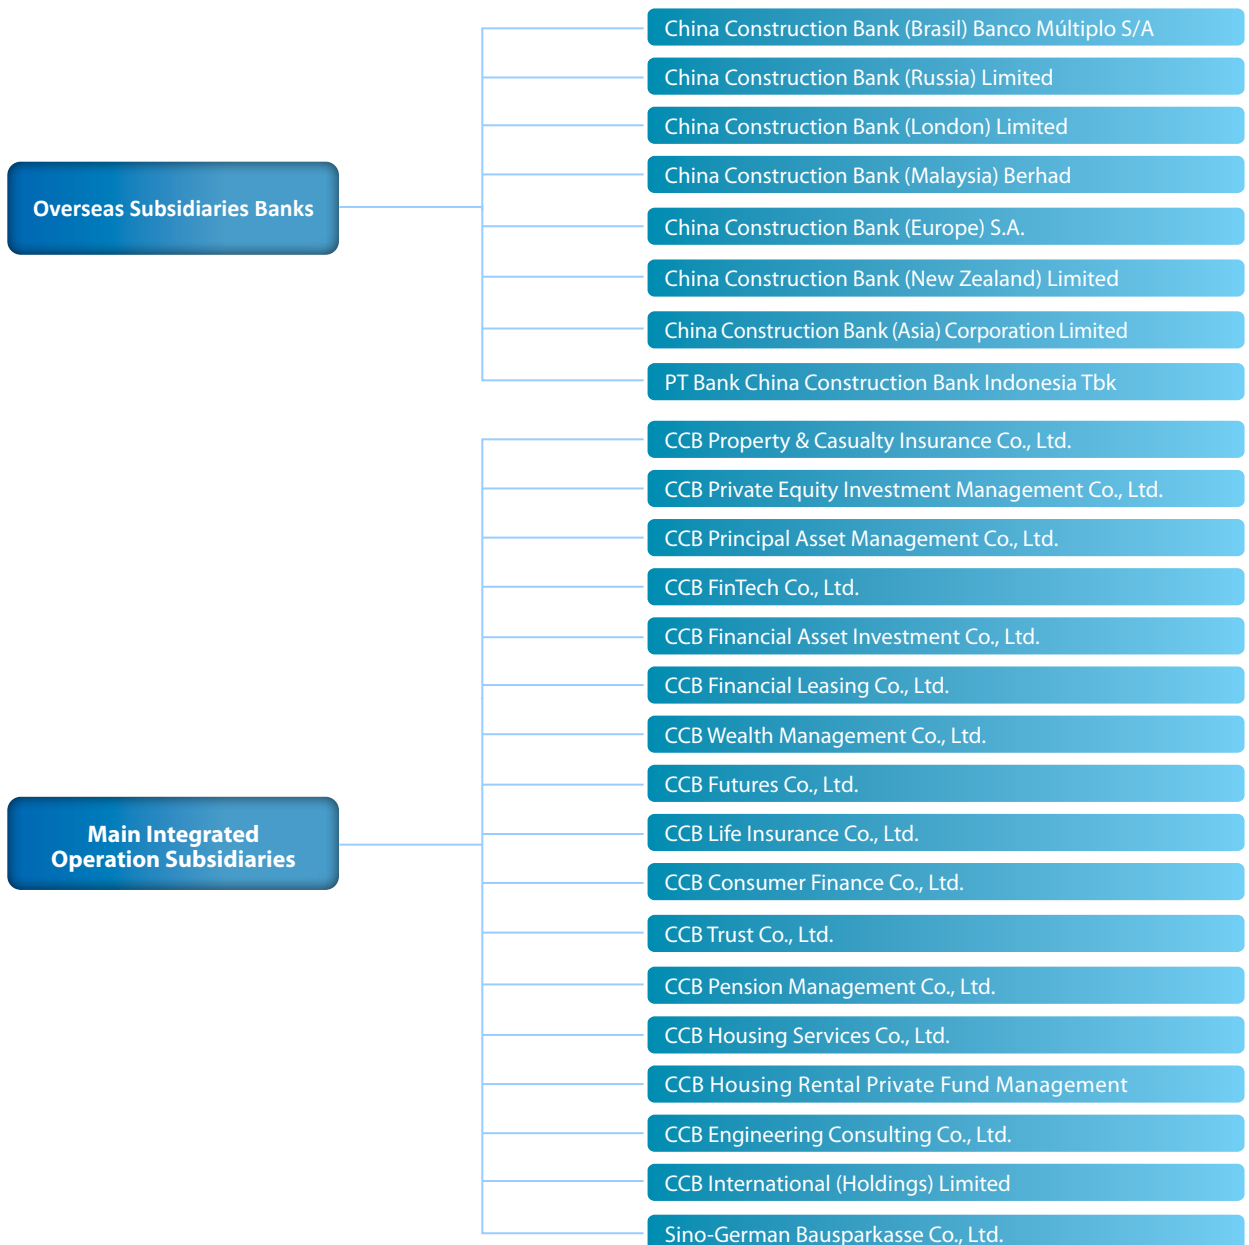 China Construction Bank (Brasil) Banco Múltiplo S/A
China Construction Bank (Russia) Limited
China Construction Bank (London) Limited
China Construction Bank (Malaysia) Berhad
Overseas Subsidiaries Banks
China Construction Bank (Europe) S.A.
China Construction Bank (New Zealand) Limited
China Construction Bank (Asia) Corporation Limited
PT Bank China Construction Bank Indonesia Tbk
CCB Property & Casualty Insurance Co., Ltd.
CCB Private Equity Investment Management Co., Ltd.
CCB Principal Asset Management Co., Ltd.
CCB FinTech Co., Ltd.
CCB Financial Asset Investment Co., Ltd.
CCB Financial Leasing Co., Ltd.
CCB Wealth Management Co., Ltd.
CCB Futures Co., Ltd.
Main Integrated
Operation Subsidiaries
CCB Life Insurance Co., Ltd.
CCB Consumer Finance Co., Ltd.
CCB Trust Co., Ltd.
CCB Pension Management Co., Ltd.
CCB Housing Services Co., Ltd.
CCB Housing Rental Private Fund Management
CCB Engineering Consulting Co., Ltd.
CCB International (Holdings) Limited
Sino-German Bausparkasse Co., Ltd.